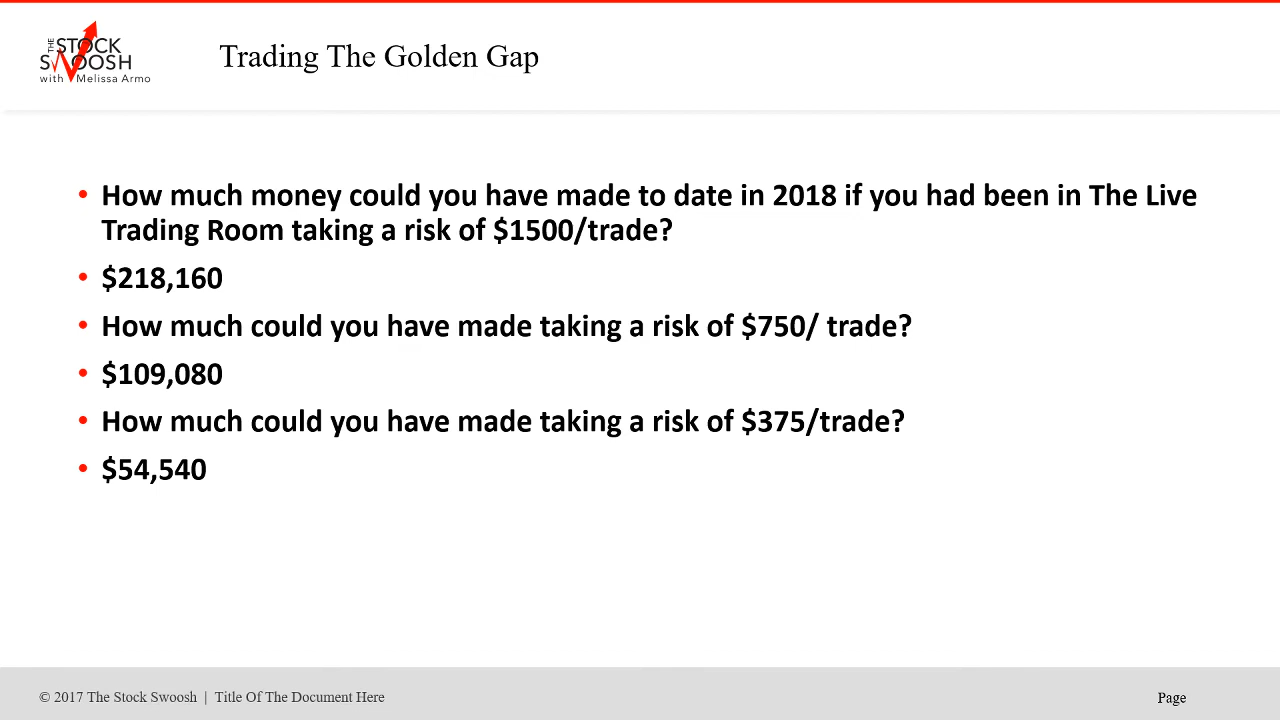 THE STOCK
SWOOSH
with Melissa Armo
Trading The Golden Gap
• How much money could you have made to date in 2018 if you had been in The Live
Trading Room taking a risk of $1500/trade?
• $218,160
• How much could you have made taking a risk of $750/ trade?
• $109,080
• How much could you have made taking a risk of $375/trade?
• $54,540
© 2017 The Stock Swoosh | Title Of The Document Here
Page